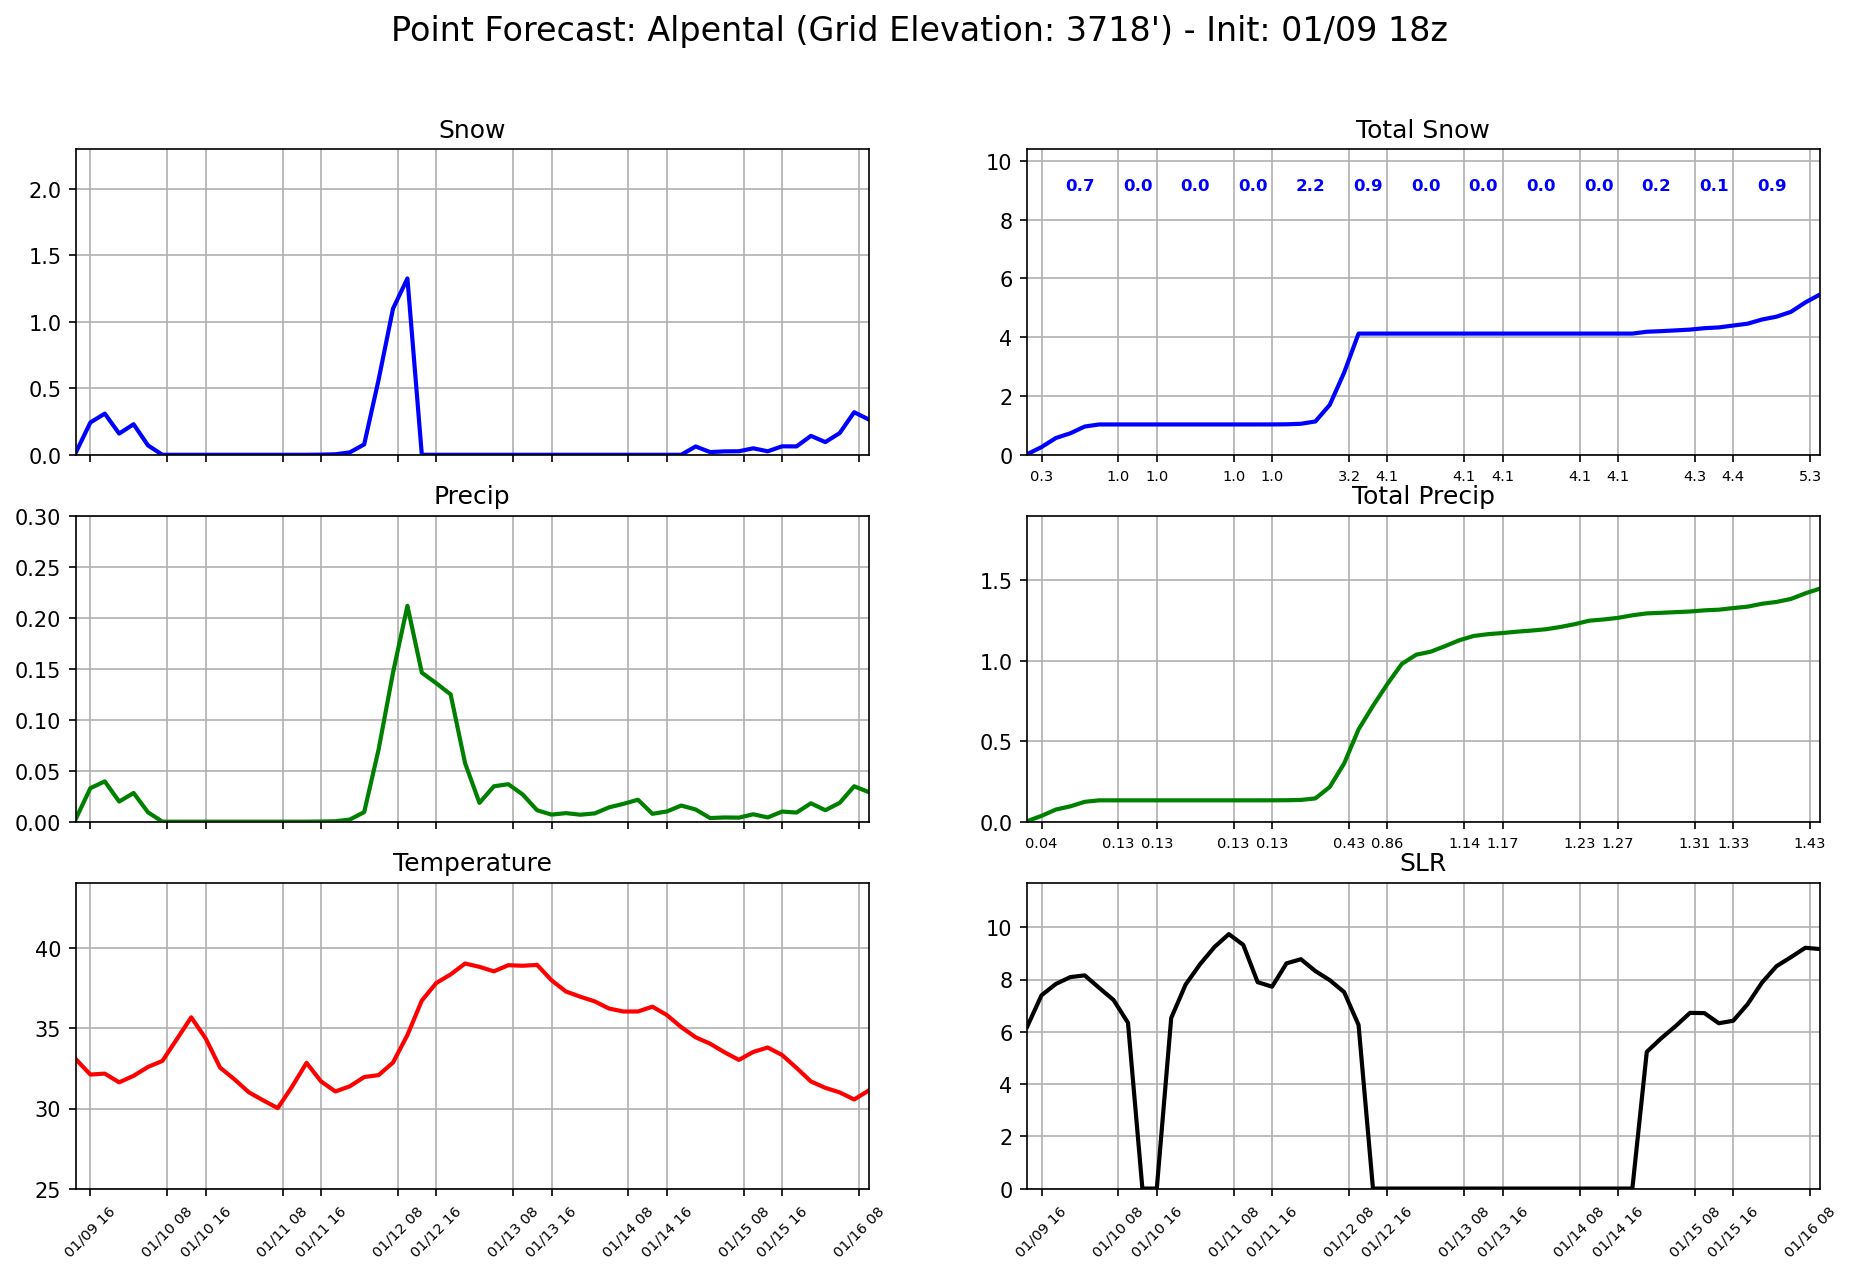 Point Forecast: Alpental (Grid Elevation: 3718') - Init: 01/09 18z
Snow
2.0
1.5
1.0
0.5
0.0
Total Snow
10
8
6
4
2
0
0.7 0.0 0.0 0.0 2.2 0.9 0.0 0.0 0.0 0.0 0.2 0.1 0.9
0.3 1.0 1.0 1.0 1.0 3.2 4.1 4.1 4.1 4.1 4.1 4.3 4.4 5.3
Precip
0.30
0.25
0.20
0.15
0.10
0.05
0.00
Total Precip
1.5
1.0
0.5
0.0
0.04 0.13 0.13 0.13 0.13 0.43 0.86 1.14 1.17 1.23 1.27 1.31 1.33 1.43
Temperature
40
35
30
25
01/09 16 01/10 08 01/10 16 01/11 08 01/11 16 01/12 08 01/12 16 01/13 08 01/13 16 01/14 08 01/14 16 01/15 08 01/15 16 01/16 08
SLR
10
8
6
4
2
0
01/09 16 01/10 08 01/10 16 01/11 08 01/11 16 01/12 08 01/12 16 01/13 08 01/13 16 01/14 08 01/14 16 01/15 08 01/15 16 01/16 08